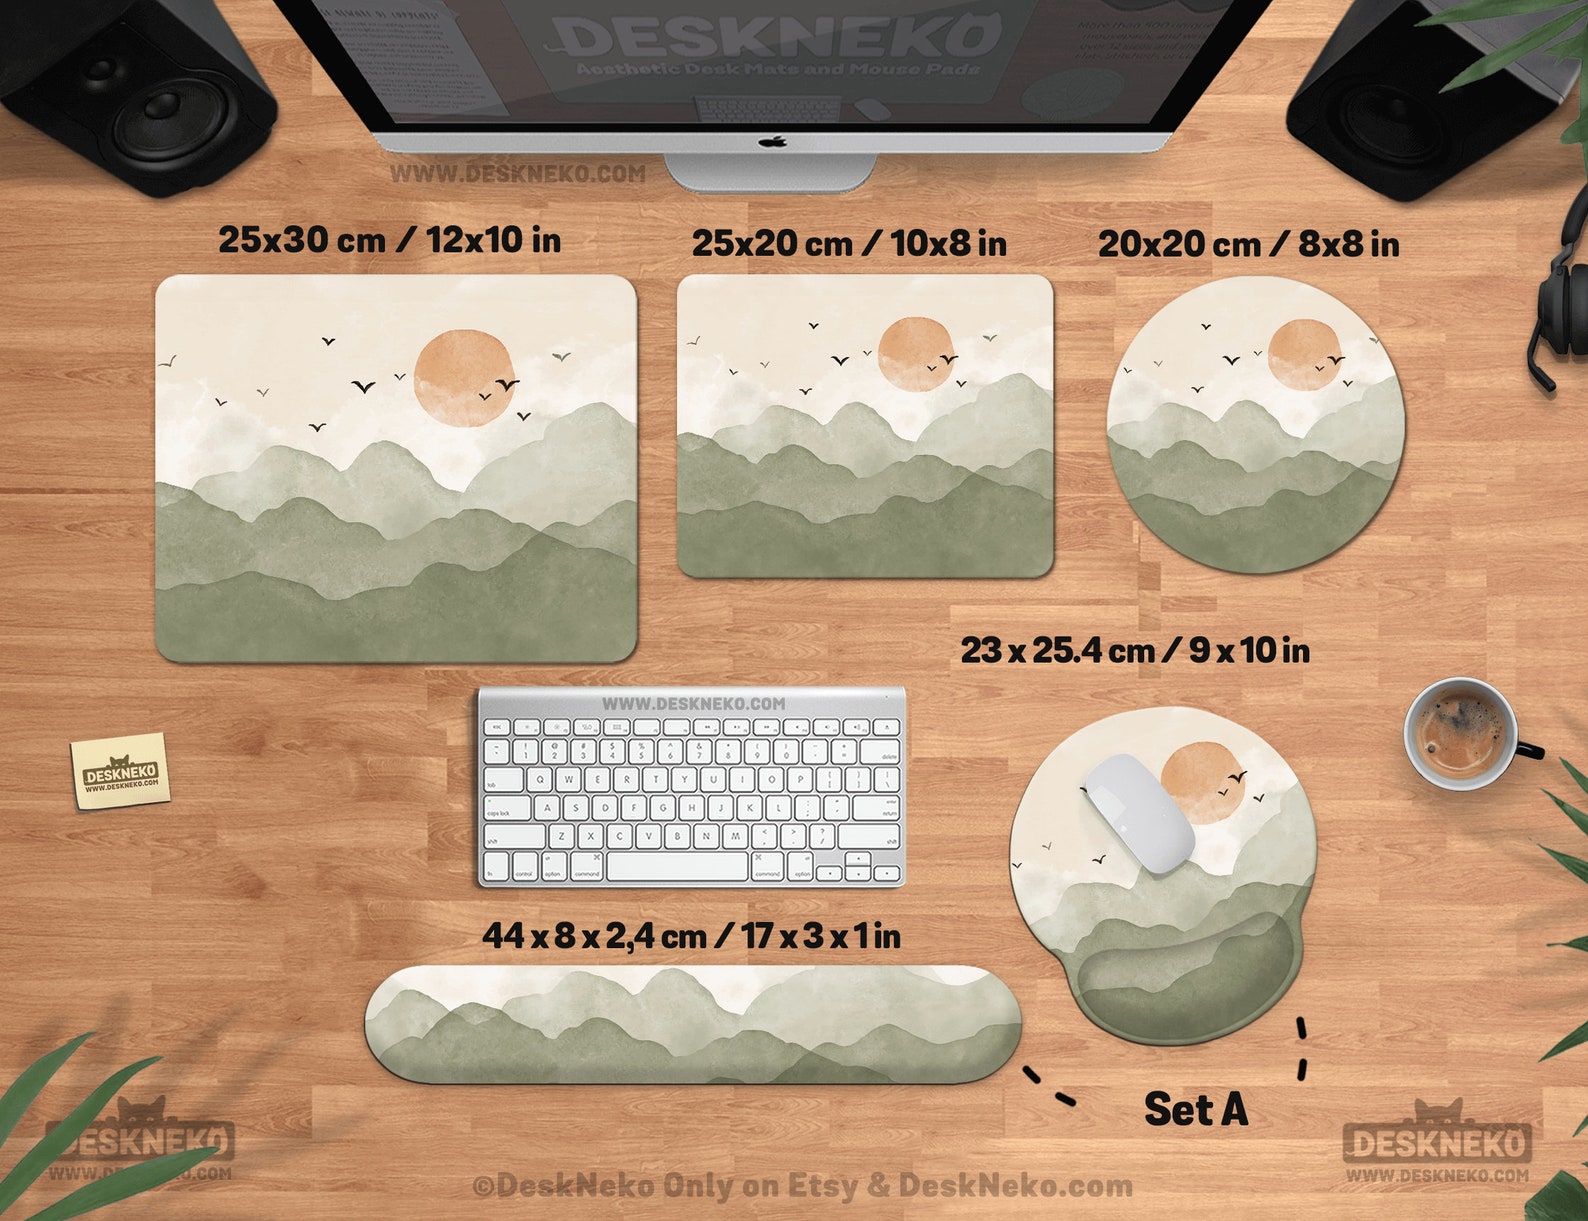 DESKNEKO
Aesthetic Desk Mats and Mouse Pads
WWW.DESKNEKO.COM
25x30 cm / 12x10 in
25x20 cm / 10x8 in
20x20 cm / 8x8 in
23 x 25.4 cm / 9 x 10 in
WWW.DESKNEKO.COM
DESKNEKO
WWW.DESKNEKO.COM
Q W E R T Y U I O P
A S D F G H J K L
Z X C V B N M
44 x 8 x 2,4 cm / 17 x 3 x 1 in
Set A
DESKNEKO
WWW.DESKNEKO.COM
DESKNEKO
WWW.DESKNEKO.COM
©DeskNeko Only on Etsy & DeskNeko.com